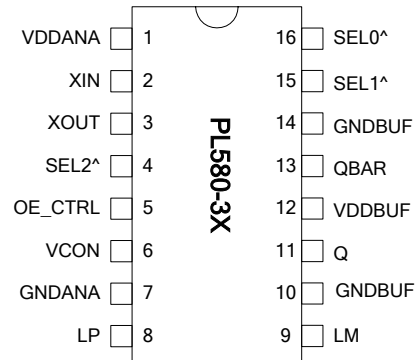 VDDANA 1 16 SEL0^
XIN 2 15 SEL1^
XOUT 3 14 GNDBUF
SEL2^ 4 13 QBAR
OE_CTRL 5 12 VDDBUF
VCON 6 11 Q
GNDANA 7 10 GNDBUF
LP 8 9 LM
PL580-3X